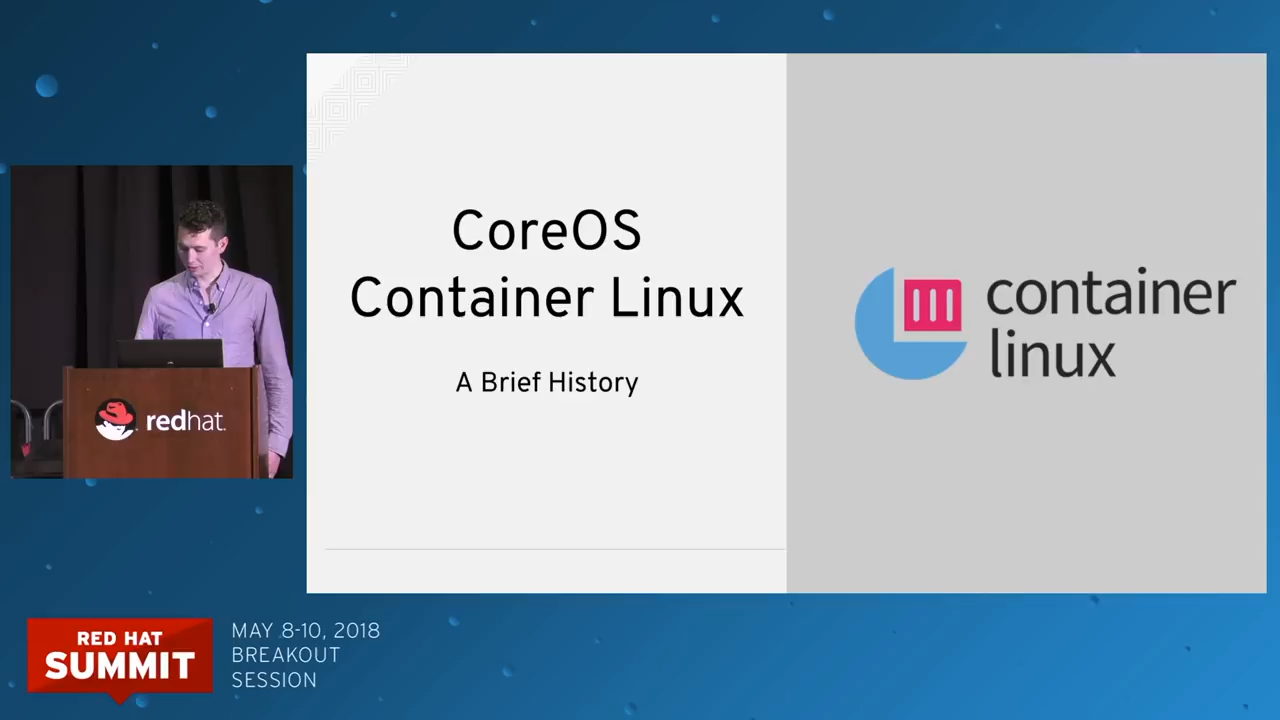 CoreOS
Container Linux
A Brief History
container
linux
redhat.
RED HAT
SUMMIT
MAY 8-10, 2018
BREAKOUT
SESSION